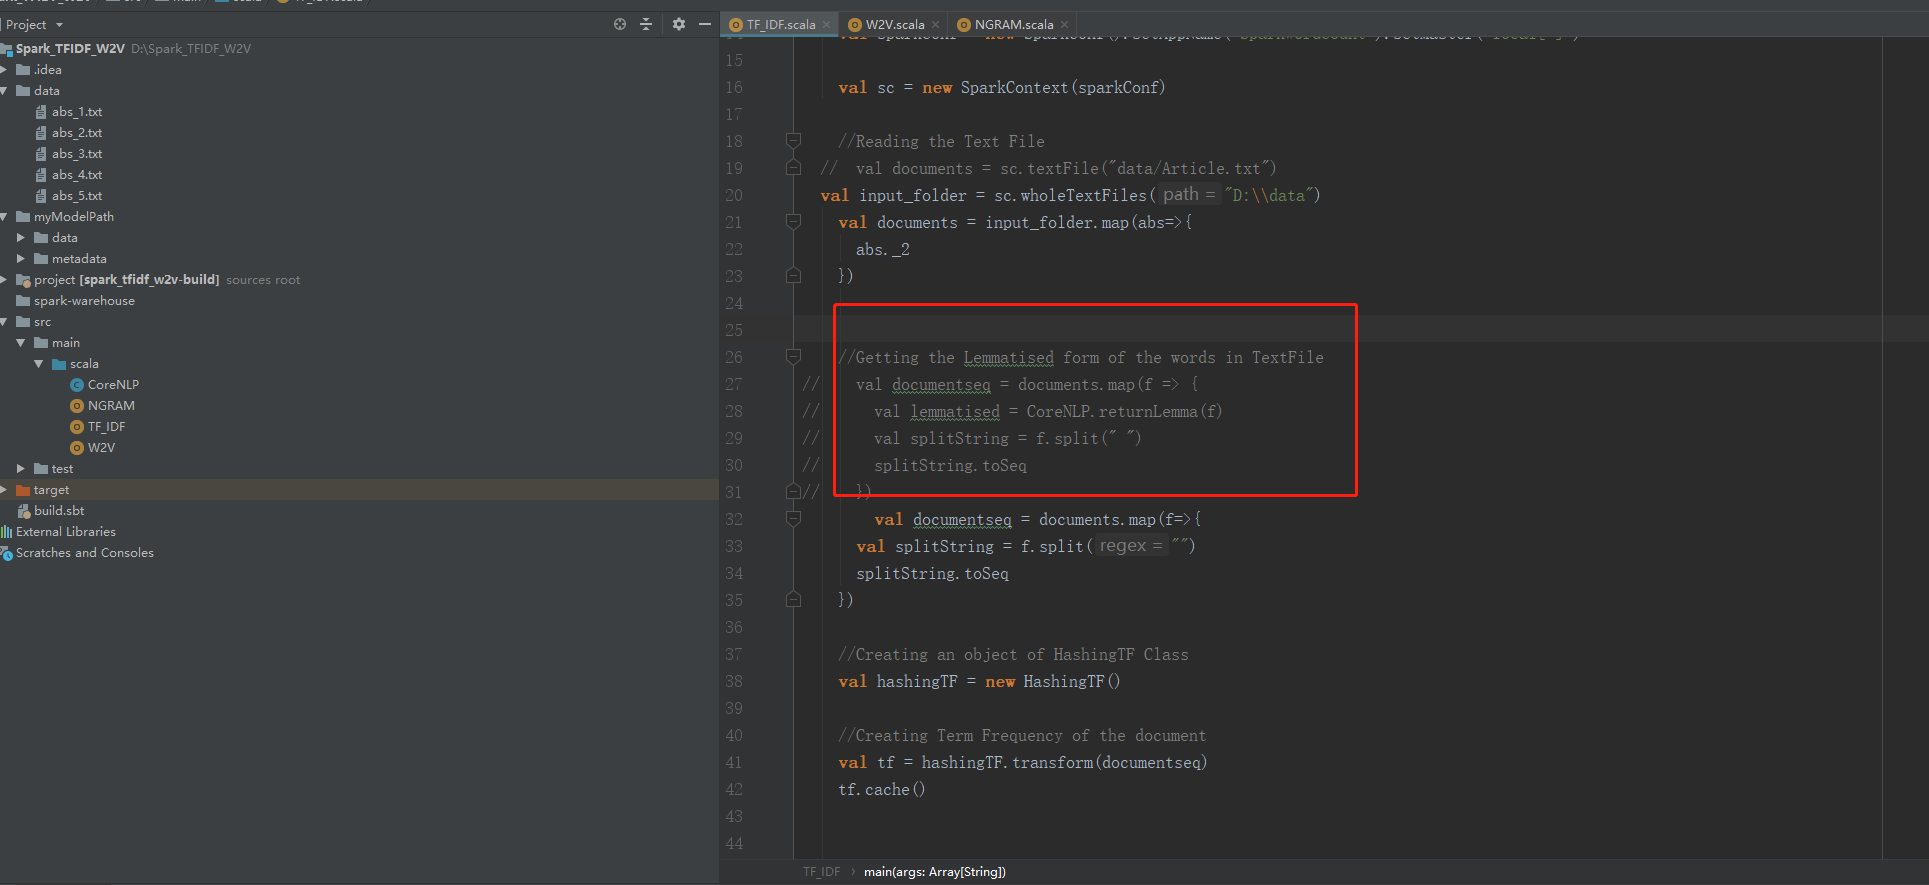 Project
Spark_TFIDF_W2V D:\Spark_TFIDF_W2V
.idea
data
abs_1.txt
abs_2.txt
abs_3.txt
abs_4.txt
abs_5.txt
myModelPath
data
metadata
project [spark_tfidf_w2v-build] sources root
spark-warehouse
src
main
scala
CoreNLP
NGRAM
TF_IDF
W2V
test
target
build.sbt
External Libraries
Scratches and Consoles
TF_IDF.scala W2V.scala NGRAM.scala
15
16 val sc = new SparkContext(sparkConf)
17
18 //Reading the Text File
19 // val documents = sc.textFile("data/Article.txt")
20 val input_folder = sc.wholeTextFiles( path = "D:\\data")
21 val documents = input_folder.map(abs=>{
22 abs._2
23 })
24
25
26 //Getting the Lemmatised form of the words in TextFile
27 // val documentseq = documents.map(f => {
28 // val lemmatised = CoreNLP.returnLemma(f)
29 // val splitString = f.split(" ")
30 // splitString.toSeq
31 // })
32 val documentseq = documents.map(f=>{
33 val splitString = f.split( regex = "")
34 splitString.toSeq
35 })
36
37 //Creating an object of HashingTF Class
38 val hashingTF = new HashingTF()
39
40 //Creating Term Frequency of the document
41 val tf = hashingTF.transform(documentseq)
42 tf.cache()
43
44
TF_IDF › main(args: Array[String])